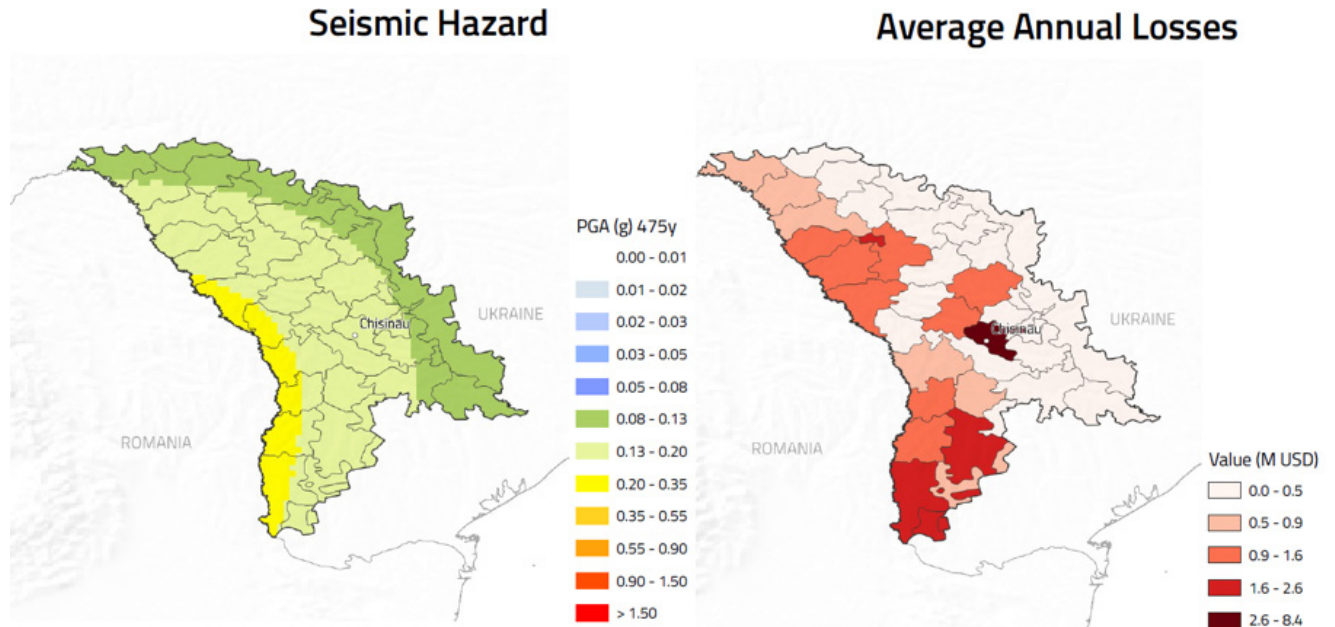 Seismic Hazard
Average Annual Losses
PGA (g) 475y
0.00 - 0.01
0.01 - 0.02
0.02 - 0.03
0.03 - 0.05
0.05 - 0.08
0.08 - 0.13
0.13 - 0.20
0.20 - 0.35
0.35 - 0.55
0.55 - 0.90
0.90 - 1.50
> 1.50
UKRAINE
Chisinau
ROMANIA
UKRAINE
Chisinau
ROMANIA
Value (M USD)
0.0 - 0.5
0.5 - 0.9
0.9 - 1.6
1.6 - 2.6
2.6 - 8.4